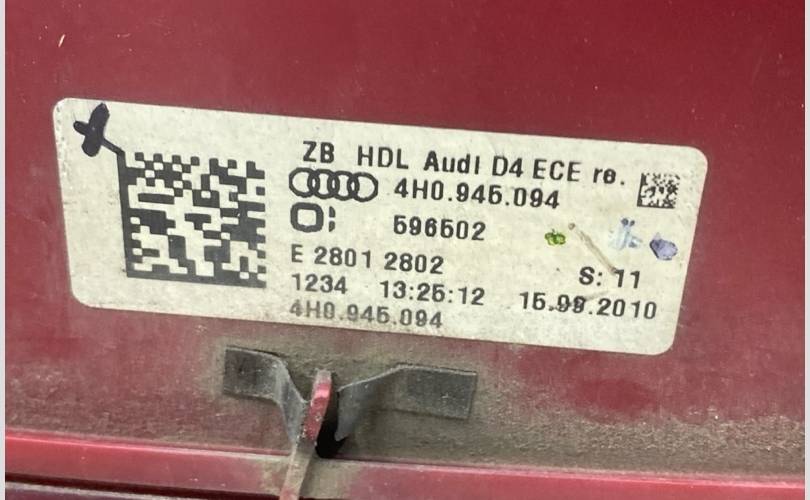 ZB HDL Audi D4 ECE re.
4H0.945.094
596502
E 2801 2802
S: 11
1234 13:25:12 15.09.2010
4H0.945.094